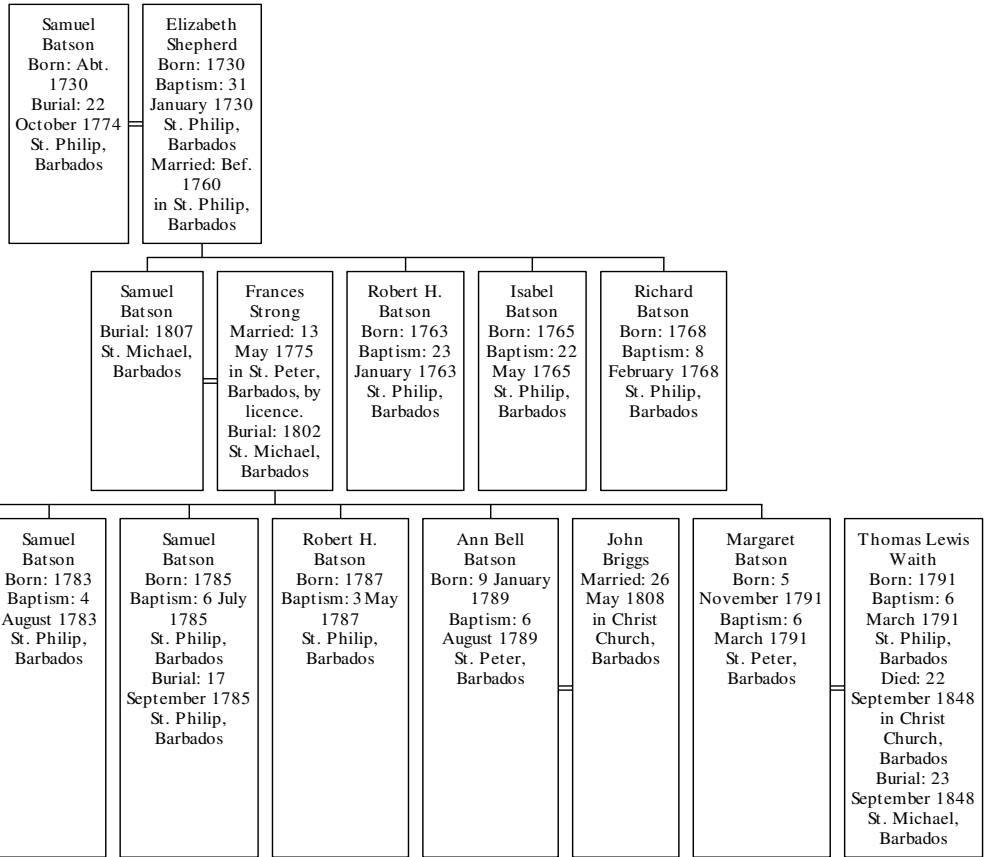 Samuel
Batson
Born: Abt.
1730
Burial: 22
October 1774
St. Philip,
Barbados
Elizabeth
Shepherd
Born: 1730
Baptism: 31
January 1730
St. Philip,
Barbados
Married: Bef.
1760
in St. Philip,
Barbados
Samuel
Batson
Burial: 1807
St. Michael,
Barbados
Frances
Strong
Married: 13
May 1775
in St. Peter,
Barbados, by
licence.
Burial: 1802
St. Michael,
Barbados
Robert H.
Batson
Born: 1763
Baptism: 23
January 1763
St. Philip,
Barbados
Isabel
Batson
Born: 1765
Baptism: 22
May 1765
St. Philip,
Barbados
Richard
Batson
Born: 1768
Baptism: 8
February 1768
St. Philip,
Barbados
Samuel
Batson
Born: 1783
Baptism: 4
August 1783
St. Philip,
Barbados
Samuel
Batson
Born: 1785
Baptism: 6 July
1785
St. Philip,
Barbados
Burial: 17
September 1785
St. Philip,
Barbados
Robert H.
Batson
Born: 1787
Baptism: 3 May
1787
St. Philip,
Barbados
Ann Bell
Batson
Born: 9 January
1789
Baptism: 6
August 1789
St. Peter,
Barbados
John
Briggs
Married: 26
May 1808
in Christ
Church,
Barbados
Margaret
Batson
Born: 5
November 1791
Baptism: 6
March 1791
St. Peter,
Barbados
Thomas Lewis
Waith
Born: 1791
Baptism: 6
March 1791
St. Philip,
Barbados
Died: 22
September 1848
in Christ
Church,
Barbados
Burial: 23
September 1848
St. Michael,
Barbados